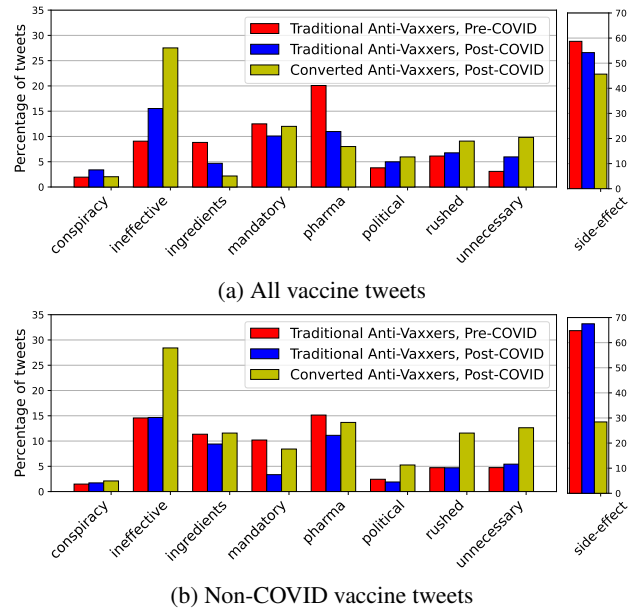 35
30
25
20
15
10
5
0
Percentage of tweets
Traditional Anti-Vaxxers, Pre-COVID
Traditional Anti-Vaxxers, Post-COVID
Converted Anti-Vaxxers, Post-COVID
conspiracy
ineffective
ingredients
mandatory
pharma
political
rushed
unnecessary
70
60
50
40
30
20
10
0
side-effect
(a) All vaccine tweets
35
30
25
20
15
10
5
0
Percentage of tweets
Traditional Anti-Vaxxers, Pre-COVID
Traditional Anti-Vaxxers, Post-COVID
Converted Anti-Vaxxers, Post-COVID
conspiracy
ineffective
ingredients
mandatory
pharma
political
rushed
unnecessary
70
60
50
40
30
20
10
0
side-effect
(b) Non-COVID vaccine tweets